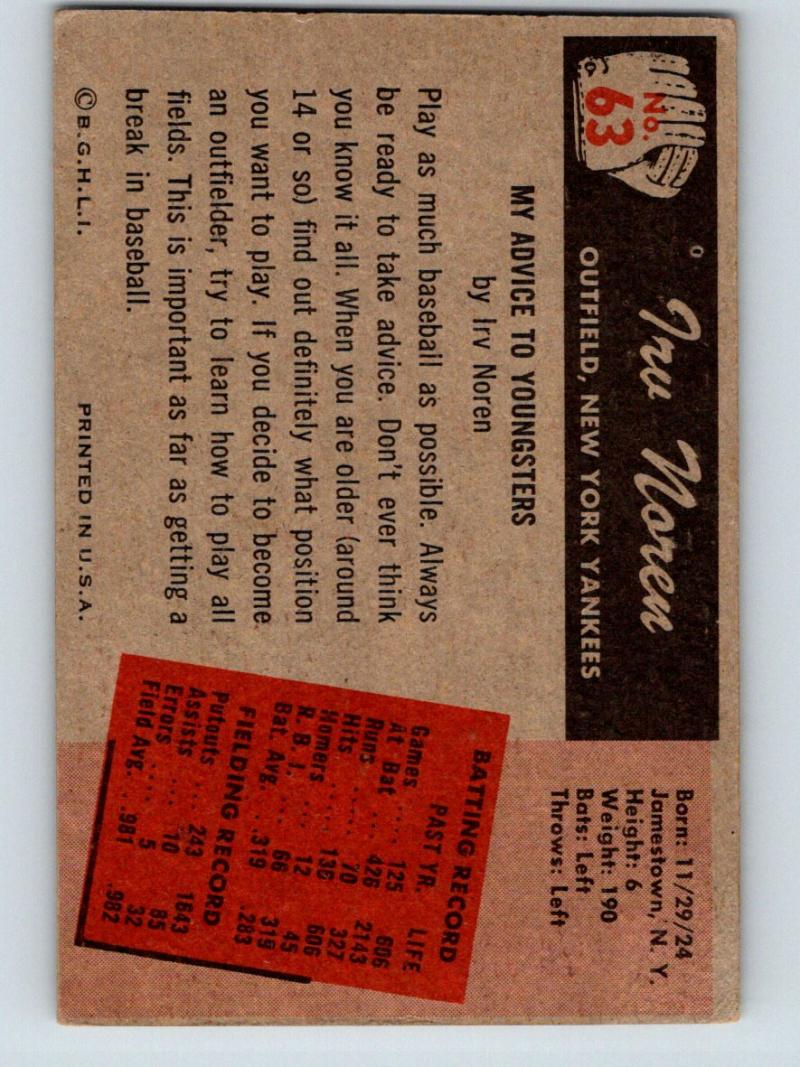 No.
63
Irv Noren
OUTFIELD, NEW YORK YANKEES
Born: 11/29/24
Jamestown, N. Y.
Height: 6
Weight: 190
Bats: Left
Throws: Left
MY ADVICE TO YOUNGSTERS
by Irv Noren
Play as much baseball as possible. Always
be ready to take advice. Don't ever think
you know it all. When you are older (around
14 or so) find out definitely what position
you want to play. If you decide to become
an outfielder, try to learn how to play all
fields. This is important as far as getting a
break in baseball.
©B.G.H.L.I. PRINTED IN U.S.A.
BATTING RECORD
PAST YR. LIFE
Games .... 125 606
At Bat ... 426 2143
Runs ..... 70 327
Hits ..... 136 606
Homers ... 12 45
R. B. I. .. 66 315
Bat. Avg. .. .319 .283
FIELDING RECORD
Putouts .... 243 1643
Assists .... 10 85
Errors .... 5 32
Field Avg. . .981 .982